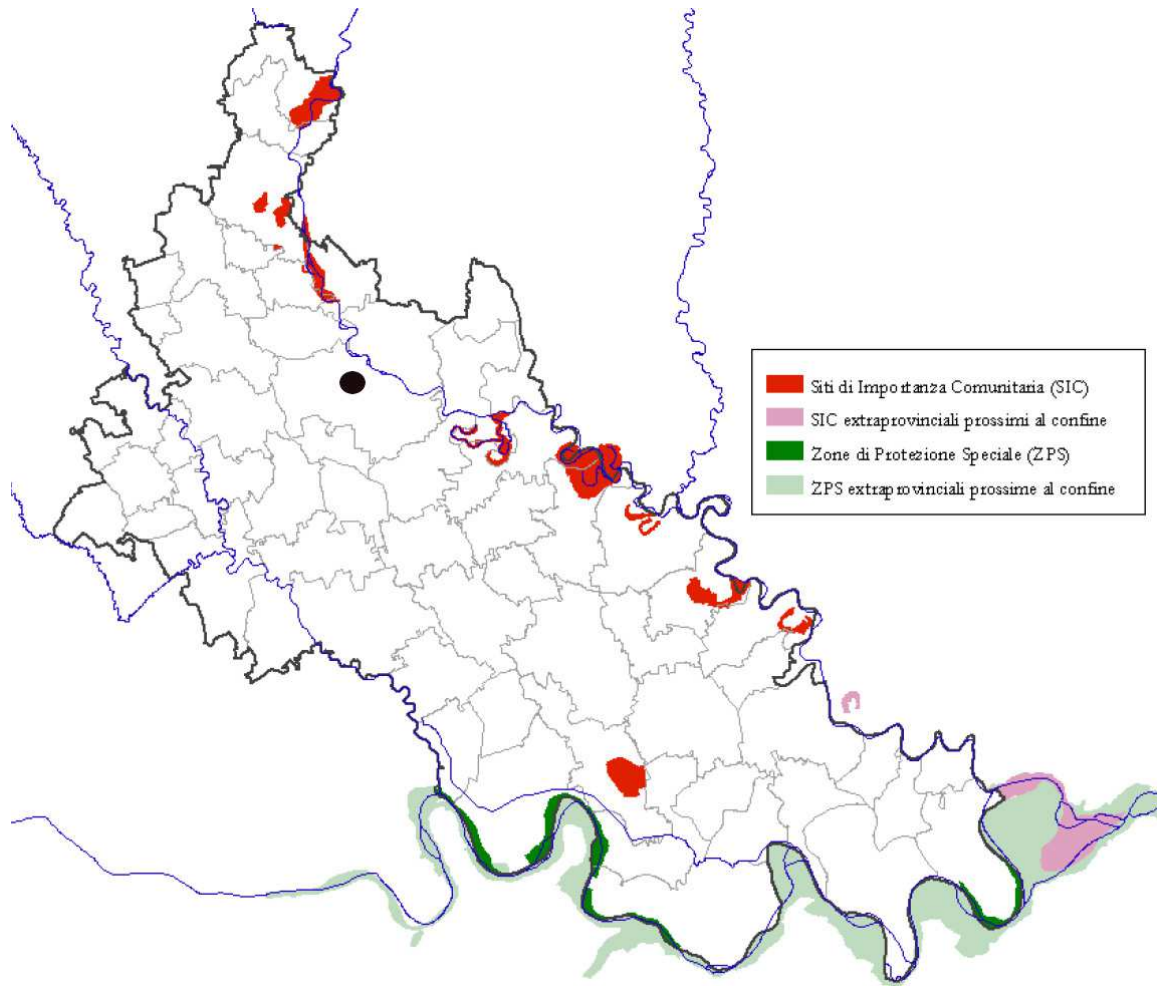 Siti di Importanza Comunitaria (SIC)
SIC extraprovinciali prossimi al confine
Zone di Protezione Speciale (ZPS)
ZPS extraprovinciali prossime al confine